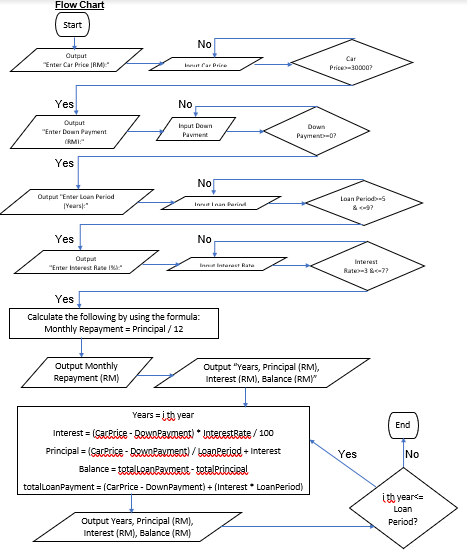 Flow Chart
Start
Output
"Enter Car Price (RM):"
No
Input Car Price
Car
Price>=30000?
Yes
Output
"Enter Down Payment
(RM):"
No
Input Down
Payment
Down
Payment>=0?
Yes
Output "Enter Loan Period
(Years):"
No
Input Loan Period
Loan Period>=5
& <=9?
Yes
Output
"Enter Interest Rate (%):"
No
Input Interest Rate
Interest
Rate>=3 &<=7?
Yes
Calculate the following by using the formula:
Monthly Repayment = Principal / 12
Output Monthly
Repayment (RM)
Output "Years, Principal (RM),
Interest (RM), Balance (RM)"
Years = i th year
Interest = (CarPrice - DownPayment) * InterestRate / 100
Principal = (CarPrice - DownPayment) / LoanPeriod + Interest
Balance = totalLoanPayment - totalPrincipal
totalLoanPayment = (CarPrice - DownPayment) + (Interest * LoanPeriod)
Output Years, Principal (RM),
Interest (RM), Balance (RM)
End
Yes
No
i th year<=
Loan
Period?